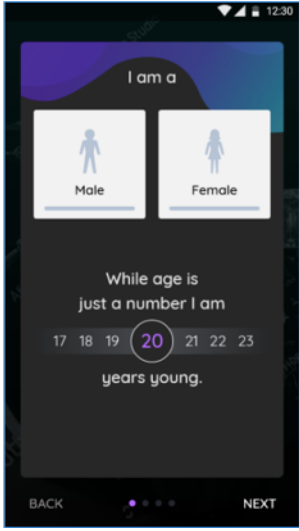 12:30
I am a
Male Female
While age is
just a number I am
17 18 19 20 21 22 23
years young.
BACK NEXT